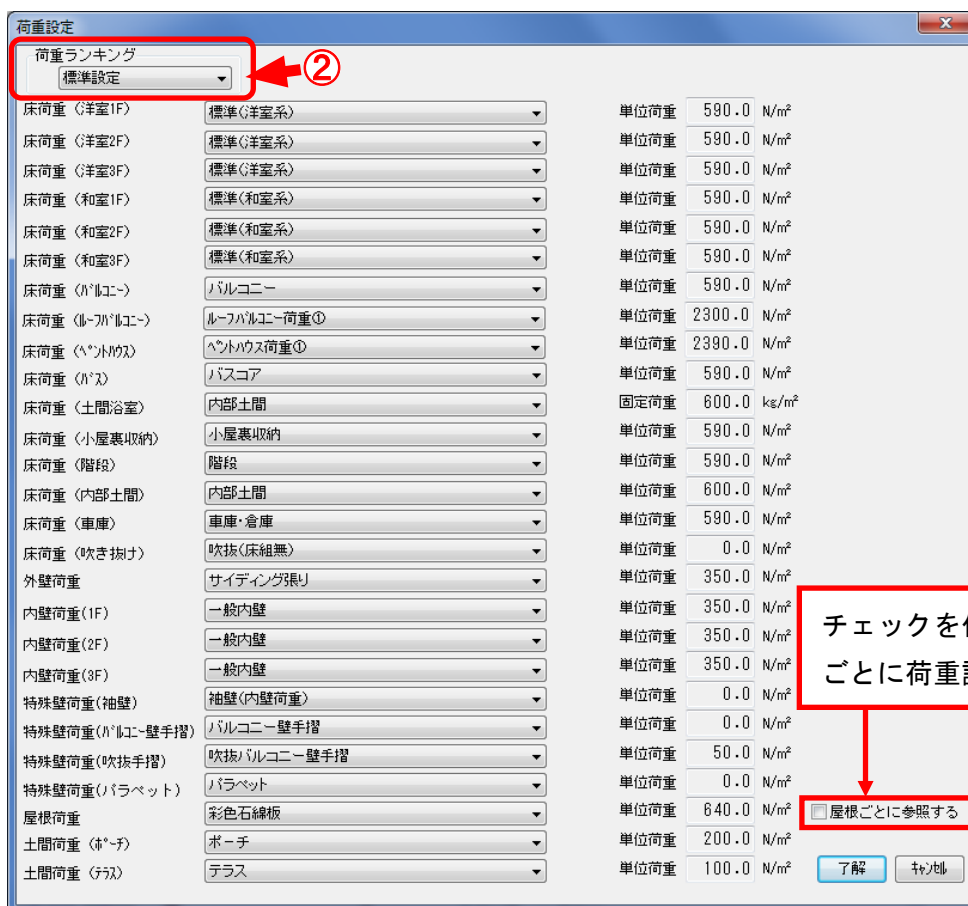 荷重設定
荷重ランキング
標準設定
②
床荷重（洋室1F） 標準(洋室系) 単位荷重 590.0 N/m²
床荷重（洋室2F） 標準(洋室系) 単位荷重 590.0 N/m²
床荷重（洋室3F） 標準(洋室系) 単位荷重 590.0 N/m²
床荷重（和室1F） 標準(和室系) 単位荷重 590.0 N/m²
床荷重（和室2F） 標準(和室系) 単位荷重 590.0 N/m²
床荷重（和室3F） 標準(和室系) 単位荷重 590.0 N/m²
床荷重（ﾊﾞﾙｺﾆｰ） バルコニー 単位荷重 590.0 N/m²
床荷重（ﾙｰﾌﾊﾞﾙｺﾆｰ） ﾙｰﾌﾊﾞﾙｺﾆｰ荷重① 単位荷重 2300.0 N/m²
床荷重（ﾍﾟﾝﾄﾊｳｽ） ﾍﾟﾝﾄﾊｳｽ荷重① 単位荷重 2390.0 N/m²
床荷重（ﾊﾞｽ） バスコア 単位荷重 590.0 N/m²
床荷重（土間浴室） 内部土間 固定荷重 600.0 kg/m²
床荷重（小屋裏収納） 小屋裏収納 単位荷重 590.0 N/m²
床荷重（階段） 階段 単位荷重 590.0 N/m²
床荷重（内部土間） 内部土間 単位荷重 600.0 N/m²
床荷重（車庫） 車庫・倉庫 単位荷重 590.0 N/m²
床荷重（吹き抜け） 吹抜(床組無) 単位荷重 0.0 N/m²
外壁荷重 サイディング張り 単位荷重 350.0 N/m²
内壁荷重(1F) 一般内壁 単位荷重 350.0 N/m²
内壁荷重(2F) 一般内壁 単位荷重 350.0 N/m²
内壁荷重(3F) 一般内壁 単位荷重 350.0 N/m²
特殊壁荷重(袖壁) 袖壁(内壁荷重) 単位荷重 0.0 N/m²
特殊壁荷重(ﾊﾞﾙｺﾆｰ壁手摺) バルコニー壁手摺 単位荷重 0.0 N/m²
特殊壁荷重(吹抜手摺) 吹抜バルコニー壁手摺 単位荷重 50.0 N/m²
特殊壁荷重(パラペット) パラペット 単位荷重 0.0 N/m²
屋根荷重 彩色石綿板 単位荷重 640.0 N/m² 屋根ごとに参照する
土間荷重（ﾎﾟｰﾁ） ポーチ 単位荷重 200.0 N/m²
土間荷重（ﾃﾗｽ） テラス 単位荷重 100.0 N/m² 了解 ｷｬﾝｾﾙ
チェックを
ごとに荷重